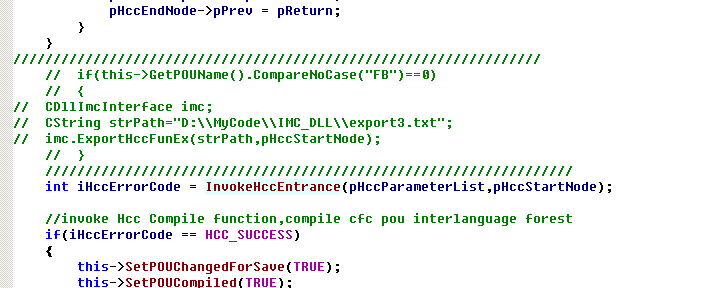 pHccEndNode->pPrev = pReturn;
}
}
/////////////////////////////////////////////////////////////////
// if(this->GetPOUName().CompareNoCase("FB")==0)
// {
// CDllImcInterface imc;
// CString strPath="D:\\MyCode\\IMC_DLL\\export3.txt";
// imc.ExportHccFunEx(strPath,pHccStartNode);
// }
/////////////////////////////////////////////////////////////////
int iHccErrorCode = InvokeHccEntrance(pHccParameterList,pHccStartNode);
//invoke Hcc Compile function,compile cfc pou interlanguage forest
if(iHccErrorCode == HCC_SUCCESS)
{
this->SetPOUChangedForSave(TRUE);
this->SetPOUCompiled(TRUE);